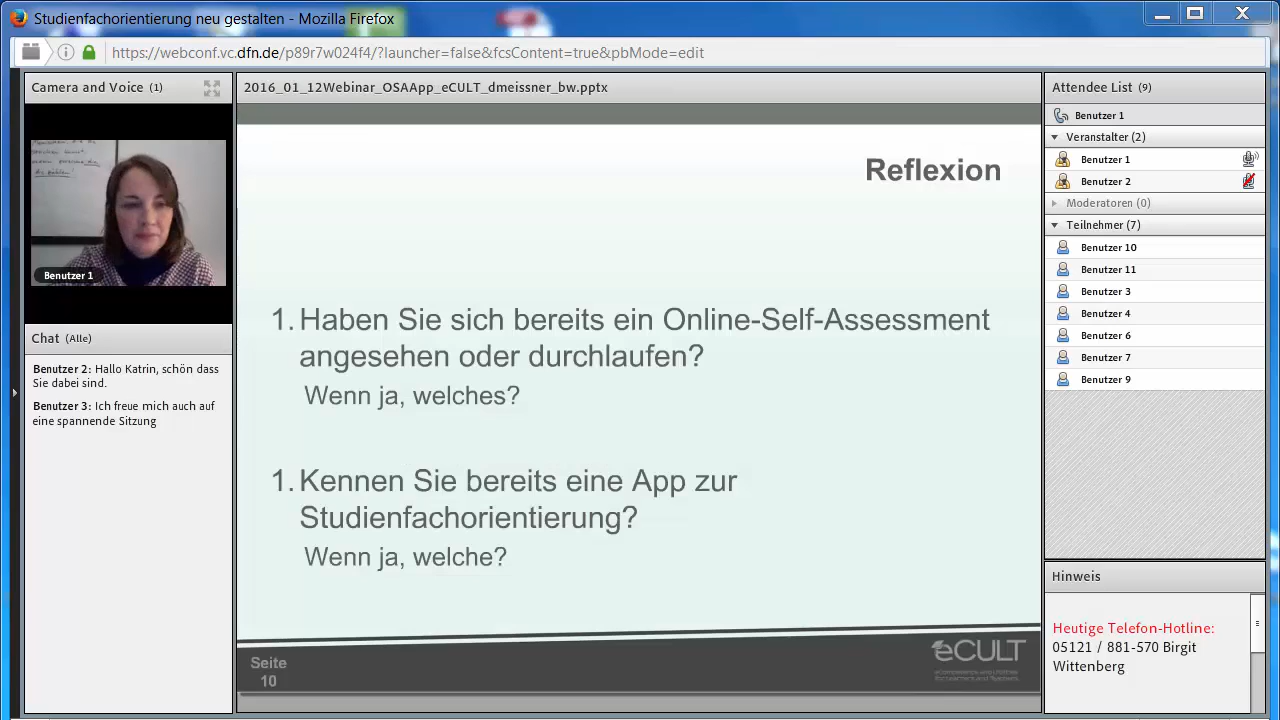 Studienfachorientierung neu gestalten - Mozilla Firefox
https://webconf.vc.dfn.de/p89r7w024f4/?launcher=false&fcsContent=true&pbMode=edit
Camera and Voice (1)
Benutzer 1
Chat (Alle)
Benutzer 2: Hallo Katrin, schön dass
Sie dabei sind.
Benutzer 3: Ich freue mich auch auf
eine spannende Sitzung
2016_01_12Webinar_OSAApp_eCULT_dmeissner_bw.pptx
Reflexion
1. Haben Sie sich bereits ein Online-Self-Assessment
angesehen oder durchlaufen?
Wenn ja, welches?
1. Kennen Sie bereits eine App zur
Studienfachorientierung?
Wenn ja, welche?
Seite
10
eCULT
Attendee List (9)
Benutzer 1
Veranstalter (2)
Benutzer 1
Benutzer 2
Moderatoren (0)
Teilnehmer (7)
Benutzer 10
Benutzer 11
Benutzer 3
Benutzer 4
Benutzer 6
Benutzer 7
Benutzer 9
Hinweis
Heutige Telefon-Hotline:
05121 / 881-570 Birgit
Wittenberg